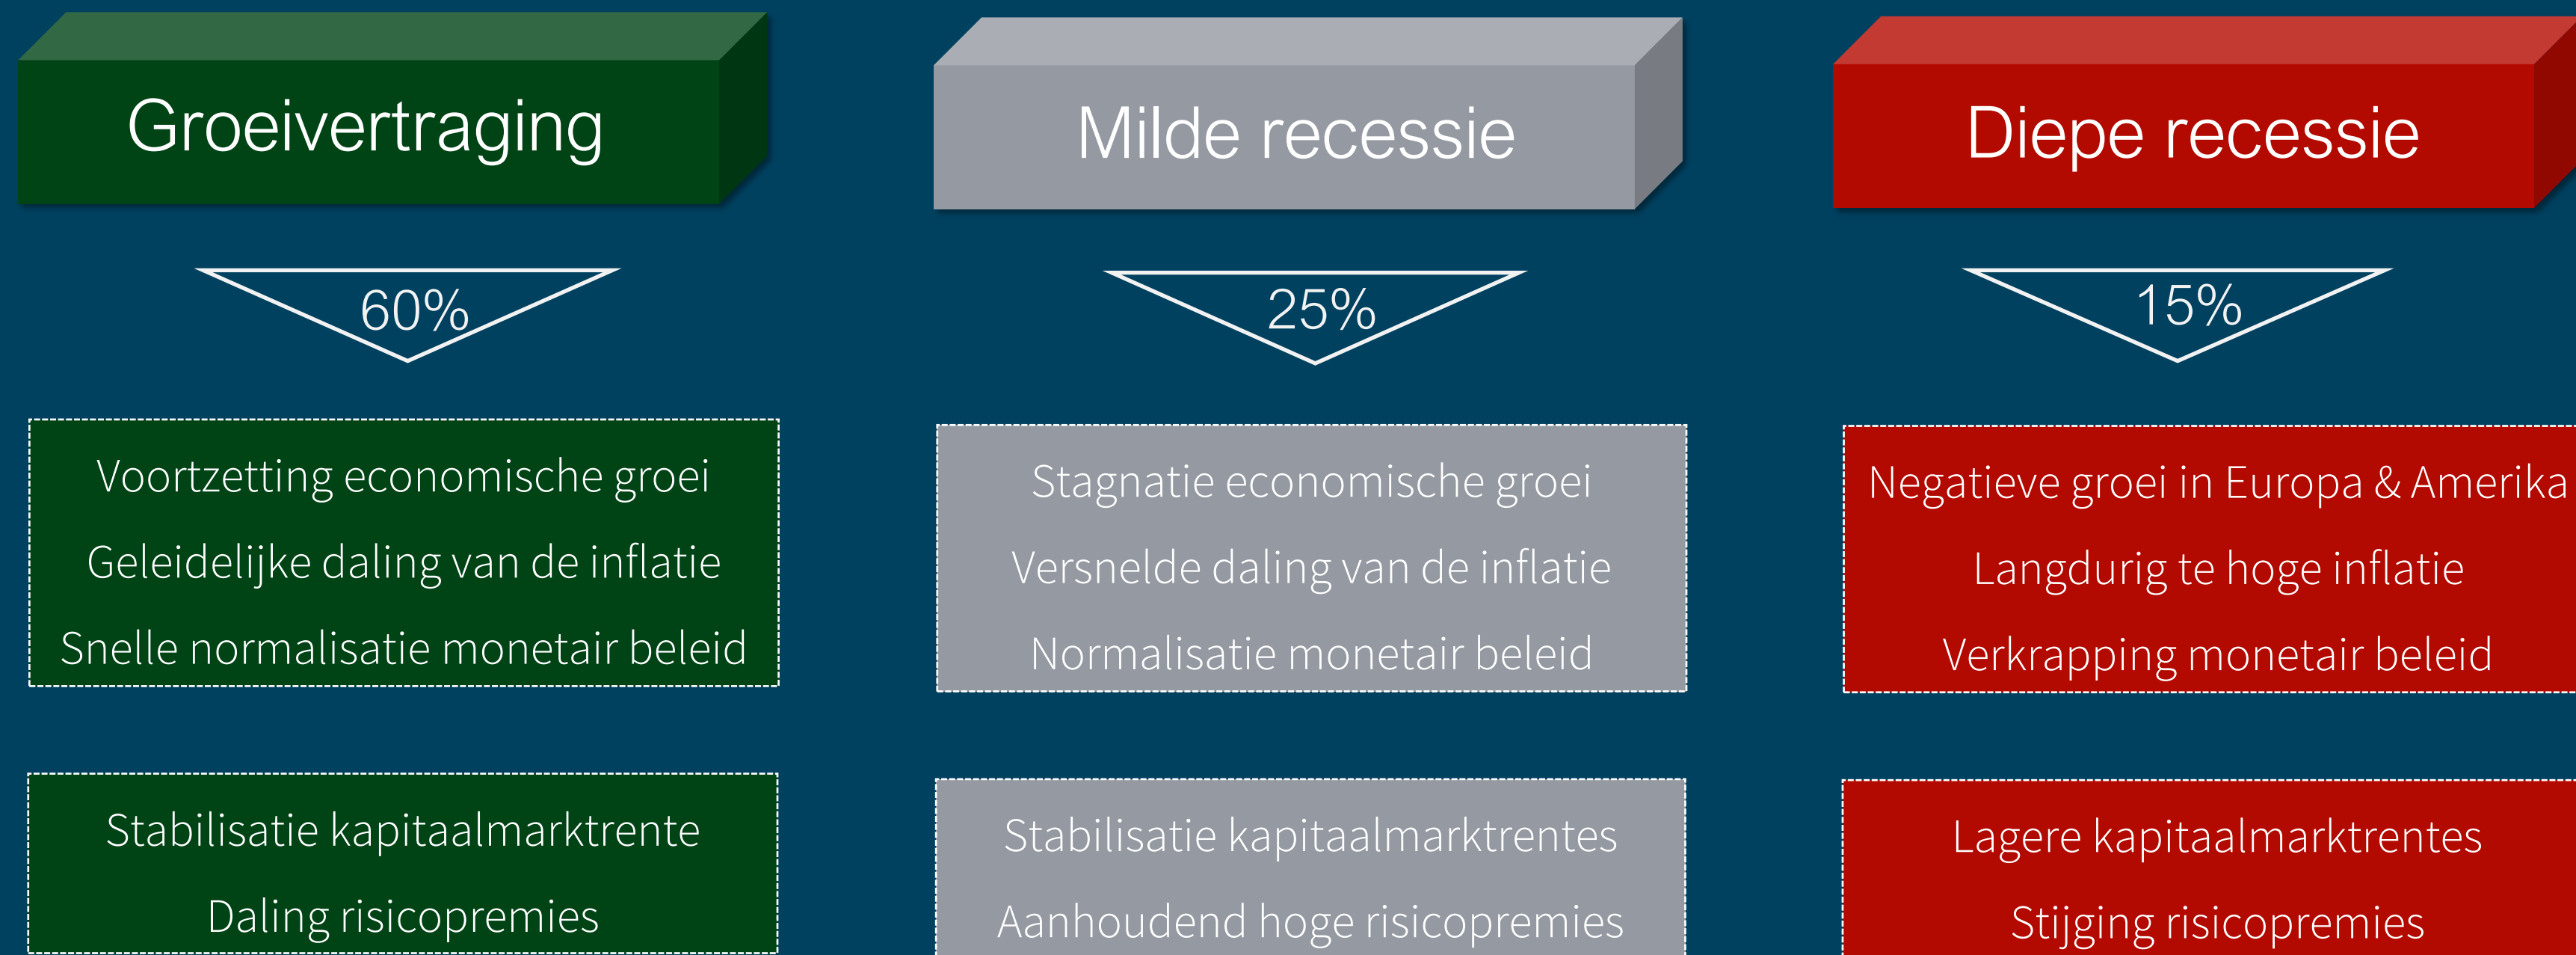 Groeivertraging
60%
Voortzetting economische groei
Geleidelijke daling van de inflatie
Snelle normalisatie monetair beleid
Stabilisatie kapitaalmarktrente
Daling risicopremies
Milde recessie
25%
Stagnatie economische groei
Versnelde daling van de inflatie
Normalisatie monetair beleid
Stabilisatie kapitaalmarktrentes
Aanhoudend hoge risicopremies
Diepe recessie
15%
Negatieve groei in Europa & Amerika
Langdurig te hoge inflatie
Verkrapping monetair beleid
Lagere kapitaalmarktrentes
Stijging risicopremies